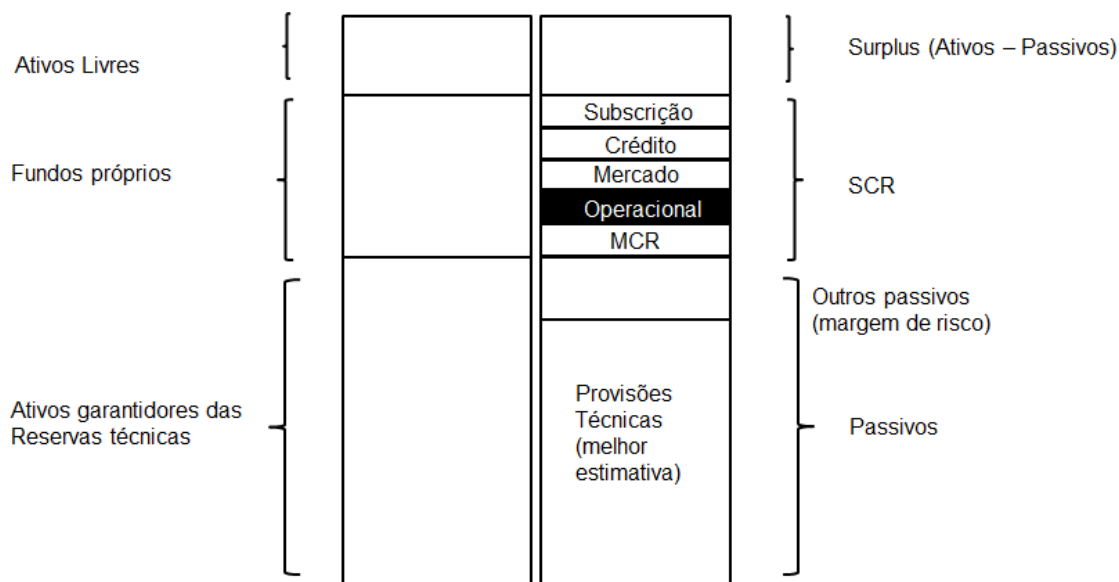 Ativos Livres
Surplus (Ativos – Passivos)
Subscrição
Crédito
Mercado
Operacional
MCR
Fundos próprios
SCR
Outros passivos
(margem de risco)
Ativos garantidores das
Reservas técnicas
Provisões
Técnicas
(melhor
estimativa)
Passivos